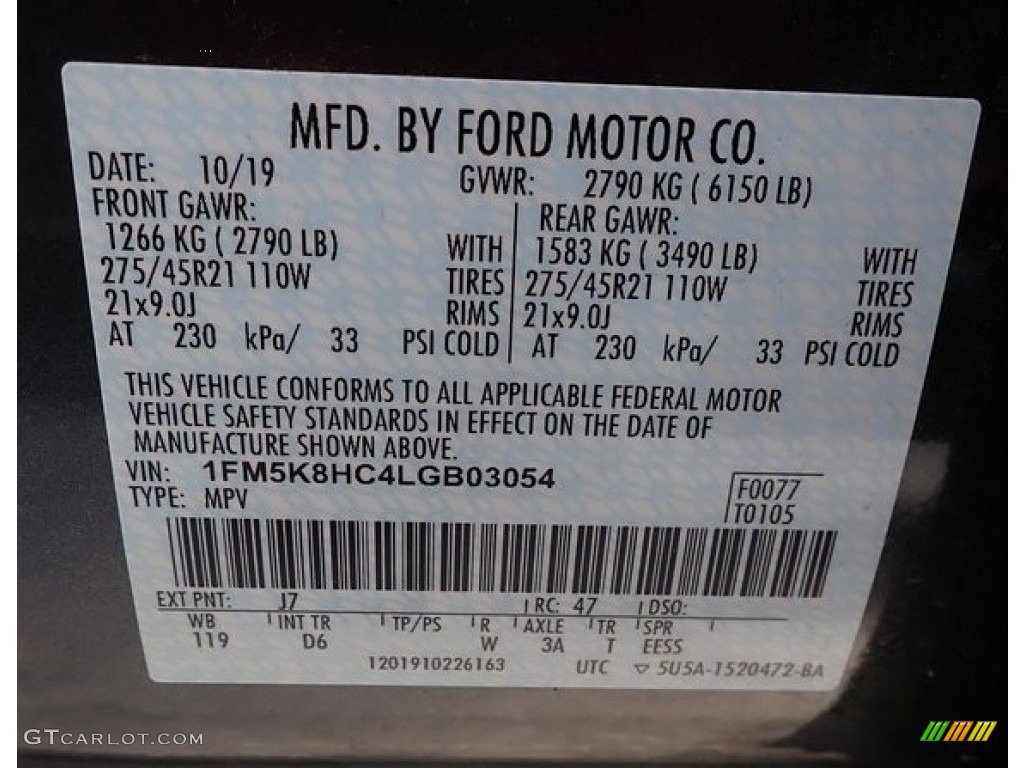 MFD. BY FORD MOTOR CO.
DATE: 10/19 GVWR: 2790 KG ( 6150 LB)
FRONT GAWR: REAR GAWR:
1266 KG ( 2790 LB) WITH 1583 KG ( 3490 LB) WITH
275/45R21 110W TIRES 275/45R21 110W TIRES
21x9.0J RIMS 21x9.0J RIMS
AT 230 kPa/ 33 PSI COLD AT 230 kPa/ 33 PSI COLD
THIS VEHICLE CONFORMS TO ALL APPLICABLE FEDERAL MOTOR
VEHICLE SAFETY STANDARDS IN EFFECT ON THE DATE OF
MANUFACTURE SHOWN ABOVE.
VIN: 1FM5K8HC4LGB03054
TYPE: MPV
F0077
T0105
EXT PNT: J7 RC: 47 DSO:
WB INT TR TP/PS R AXLE TR SPR
119 D6 W 3A T EESS
1201910226163 UTC ▽ 5U5A-1520472-BA
GTCARLOT.COM